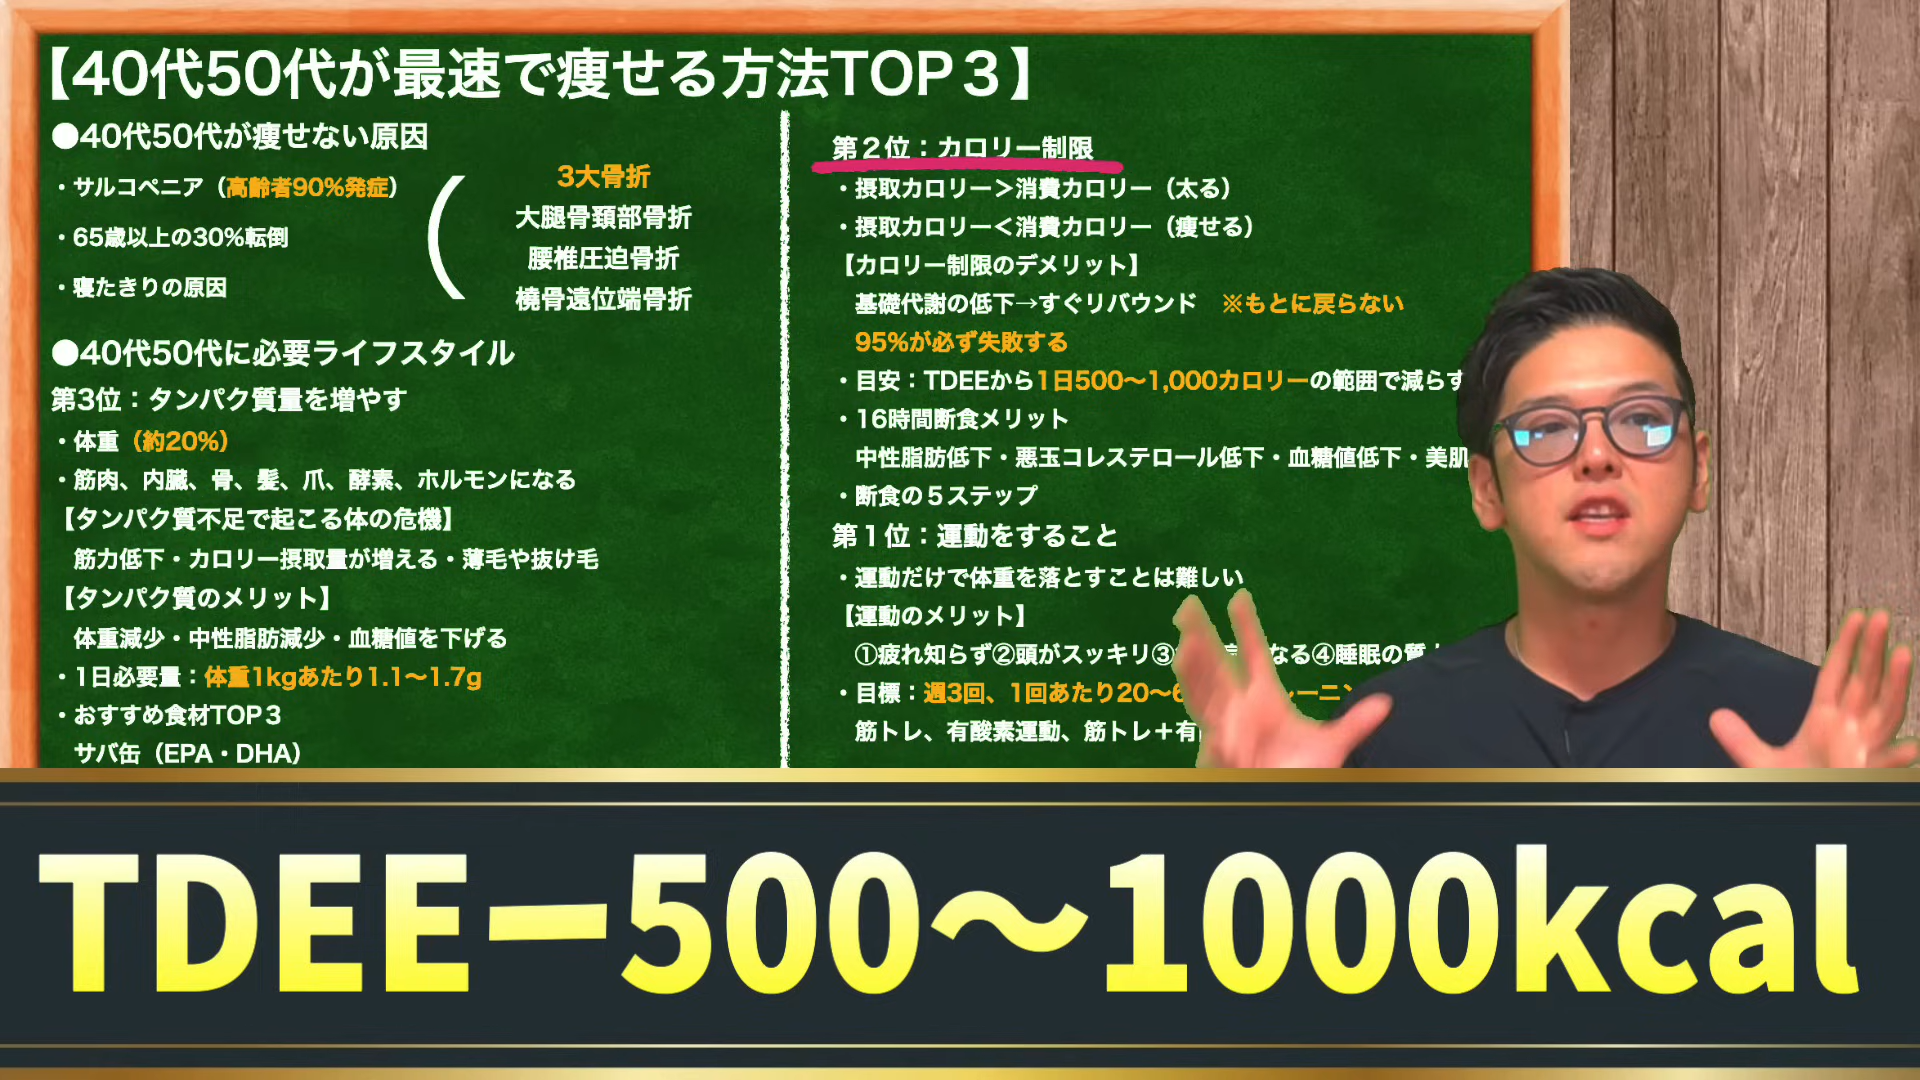 【40代50代が最速で痩せる方法TOP3】
●40代50代が痩せない原因
・サルコペニア（高齢者90%発症）
・65歳以上の30%転倒
・寝たきりの原因
（
3大骨折
大腿骨頚部骨折
腰椎圧迫骨折
橈骨遠位端骨折
●40代50代に必要ライフスタイル
第3位：タンパク質量を増やす
・体重（約20%）
・筋肉、内臓、骨、髪、爪、酵素、ホルモンになる
【タンパク質不足で起こる体の危機】
筋力低下・カロリー摂取量が増える・薄毛や抜け毛
【タンパク質のメリット】
体重減少・中性脂肪減少・血糖値を下げる
・1日必要量：体重1kgあたり1.1〜1.7g
・おすすめ食材TOP3
サバ缶（EPA・DHA）
第2位：カロリー制限
・摂取カロリー＞消費カロリー（太る）
・摂取カロリー＜消費カロリー（痩せる）
【カロリー制限のデメリット】
基礎代謝の低下→すぐリバウンド　※もとに戻らない
95%が必ず失敗する
・目安：TDEEから1日500〜1,000カロリーの範囲で減らす
・16時間断食メリット
中性脂肪低下・悪玉コレステロール低下・血糖値低下・美肌
・断食の5ステップ
第1位：運動をすること
・運動だけで体重を落とすことは難しい
【運動のメリット】
①疲れ知らず②頭がスッキリ③なる④睡眠の質
・目標：週3回、1回あたり20〜
筋トレ、有酸素運動、筋トレ＋有
TDEEー500〜1000kcal